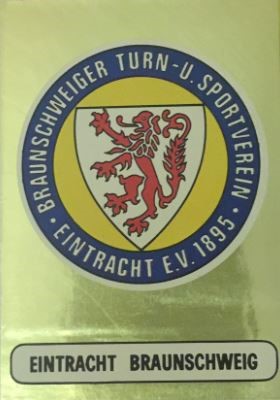 BRAUNSCHWEIGER TURN-U. SPORTVEREIN
• EINTRACHT E.V. 1895 •
EINTRACHT BRAUNSCHWEIG